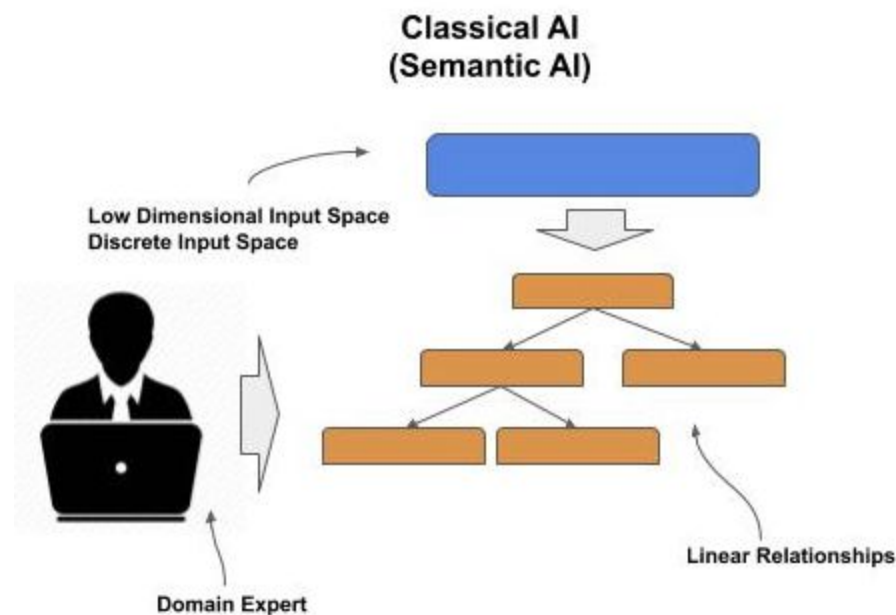 Classical AI
(Semantic AI)
Low Dimensional Input Space
Discrete Input Space
Linear Relationships
Domain Expert